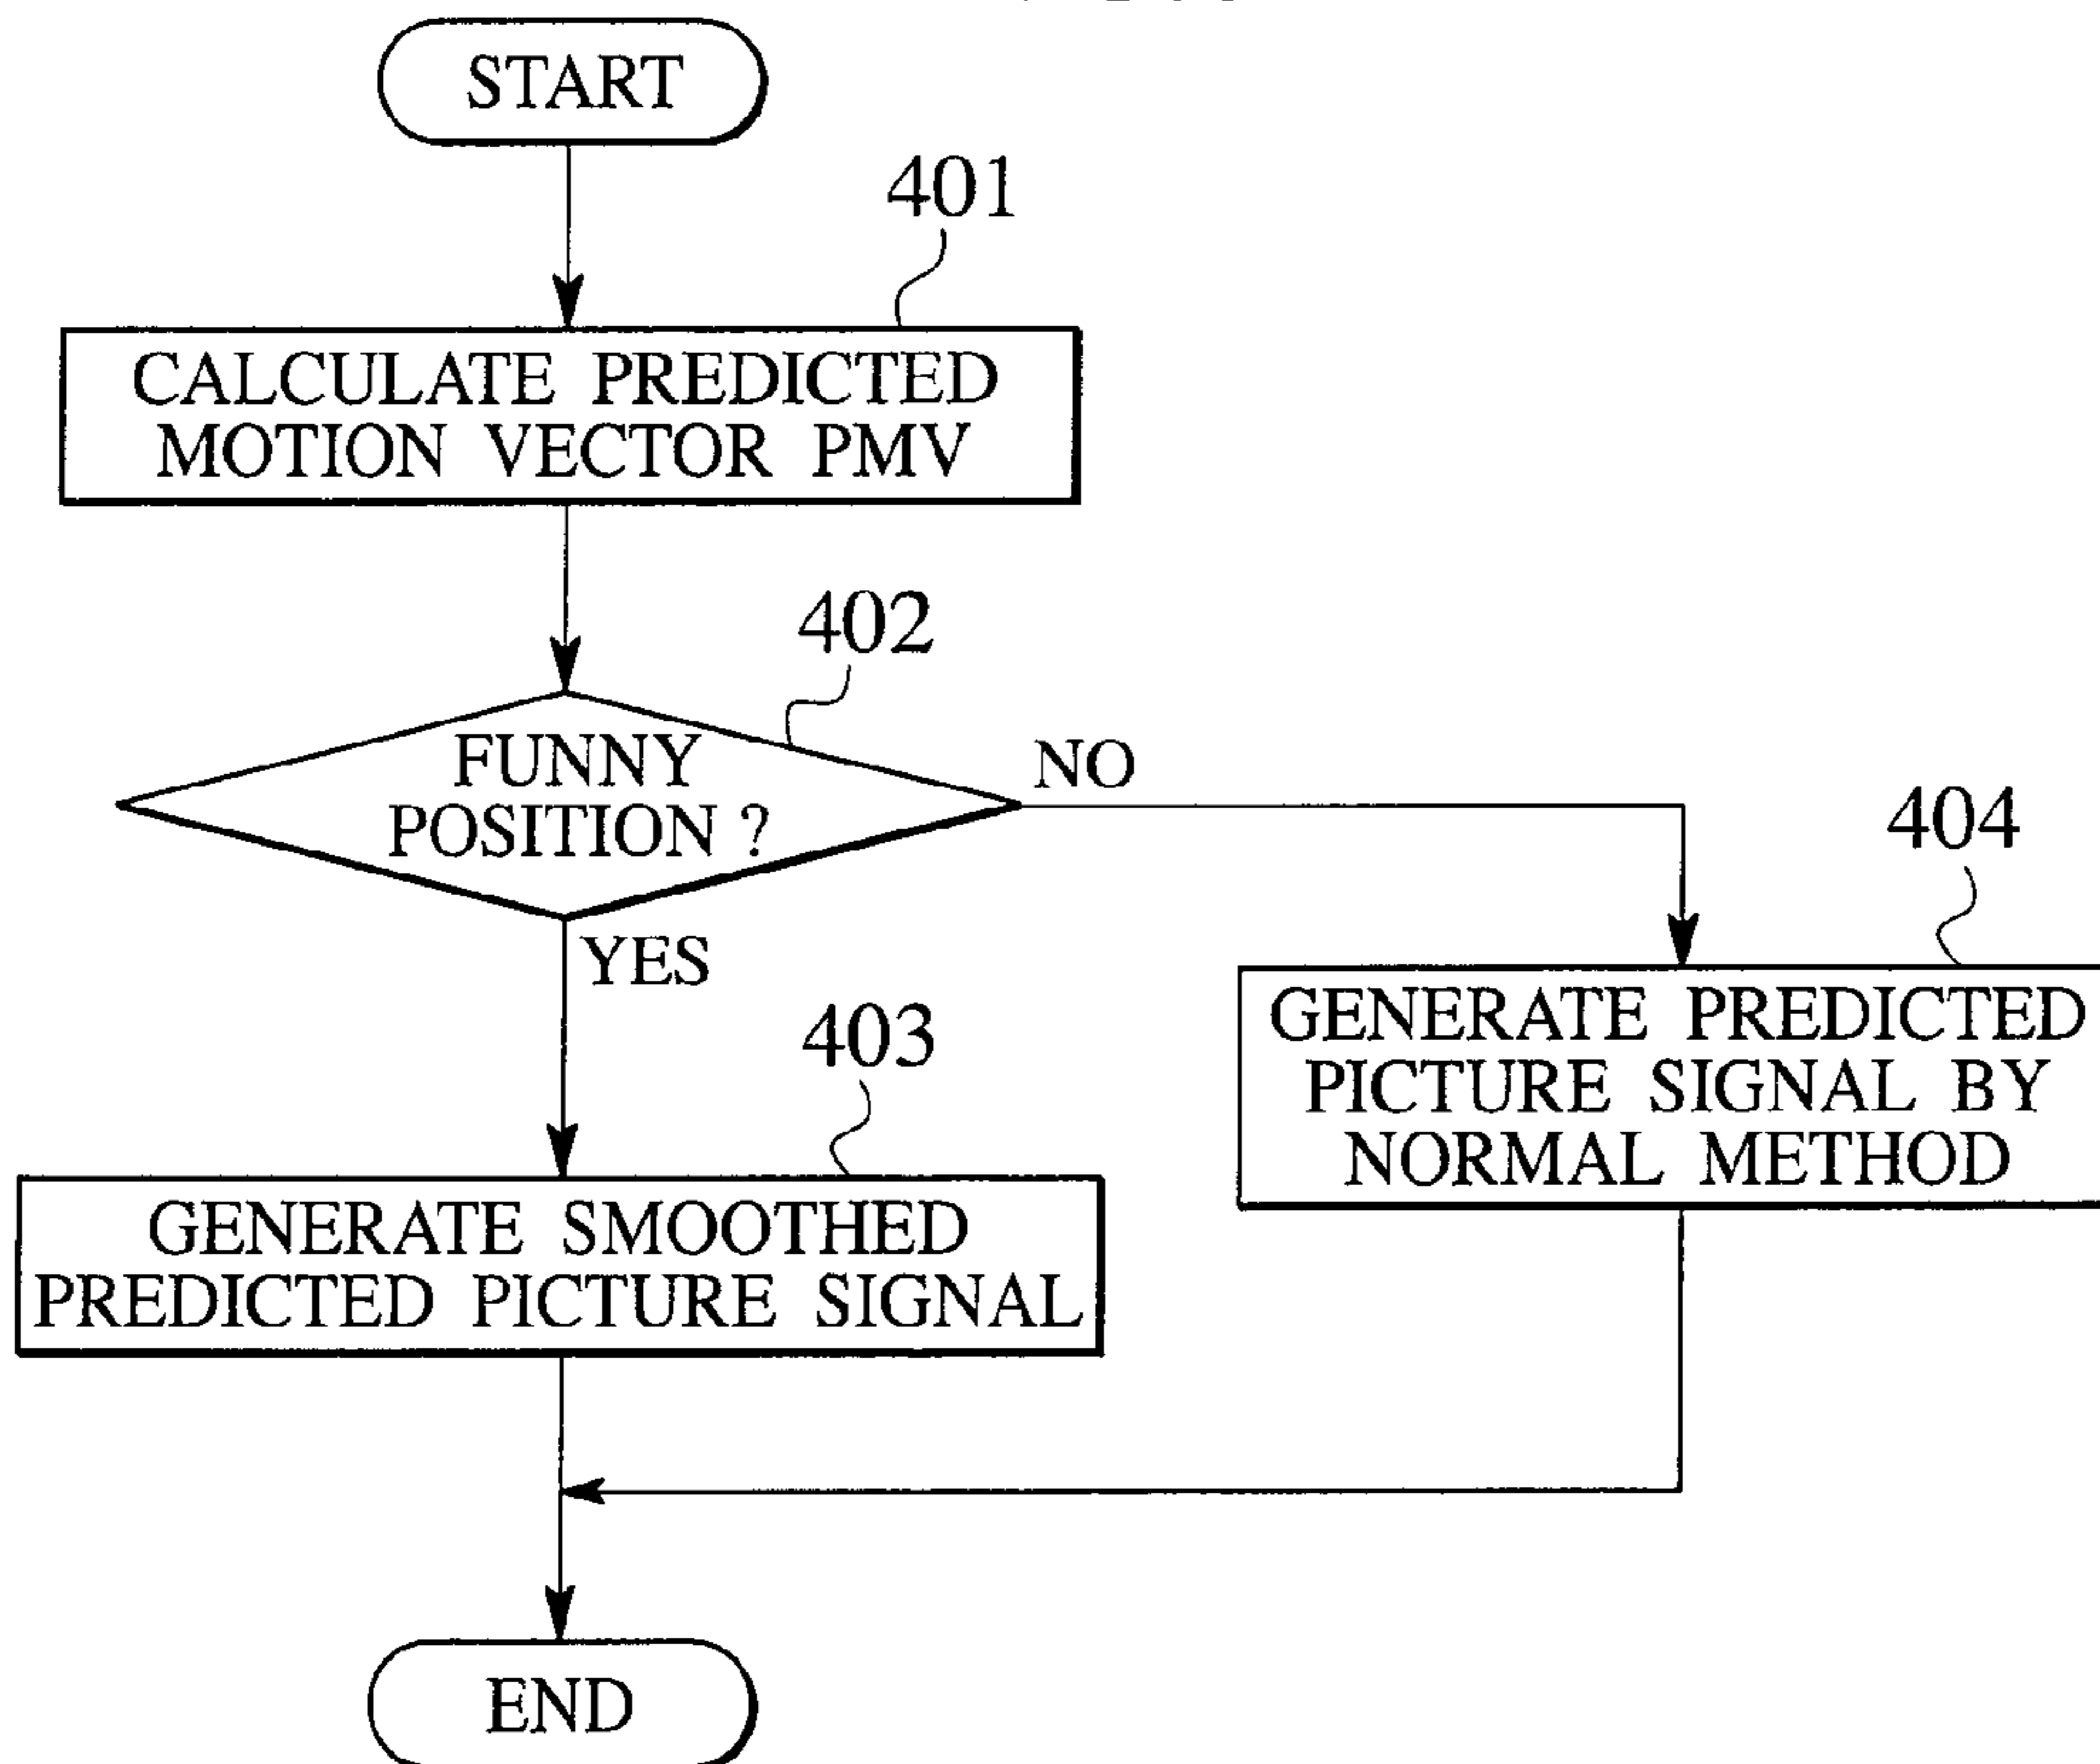 START
401
CALCULATE PREDICTED
MOTION VECTOR PMV
402
FUNNY
POSITION ?
NO
YES
404
GENERATE PREDICTED
PICTURE SIGNAL BY
NORMAL METHOD
403
GENERATE SMOOTHED
PREDICTED PICTURE SIGNAL
END